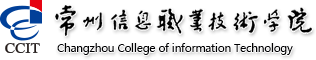 常州信息職業技術學院
CCIT
Changzhou College of information Technology